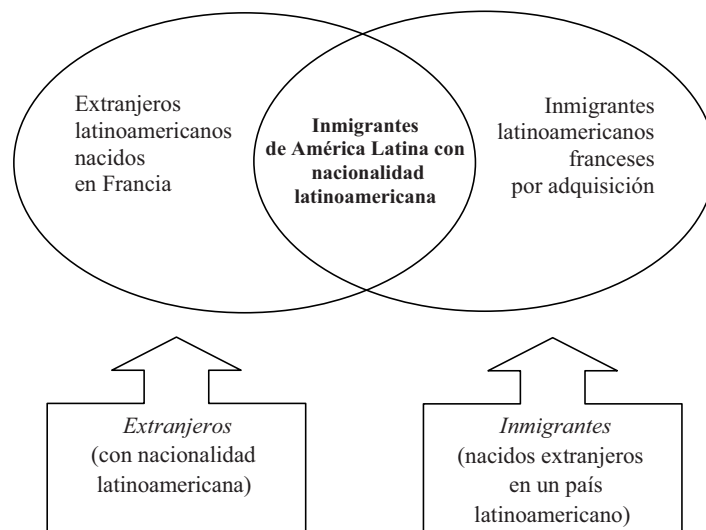 Extranjeros
latinoamericanos
nacidos
en Francia
Inmigrantes
de América Latina con
nacionalidad
latinoamericana
Inmigrantes
latinoamericanos
franceses
por adquisición
Extranjeros
(con nacionalidad
latinoamericana)
Inmigrantes
(nacidos extranjeros
en un país
latinoamericano)